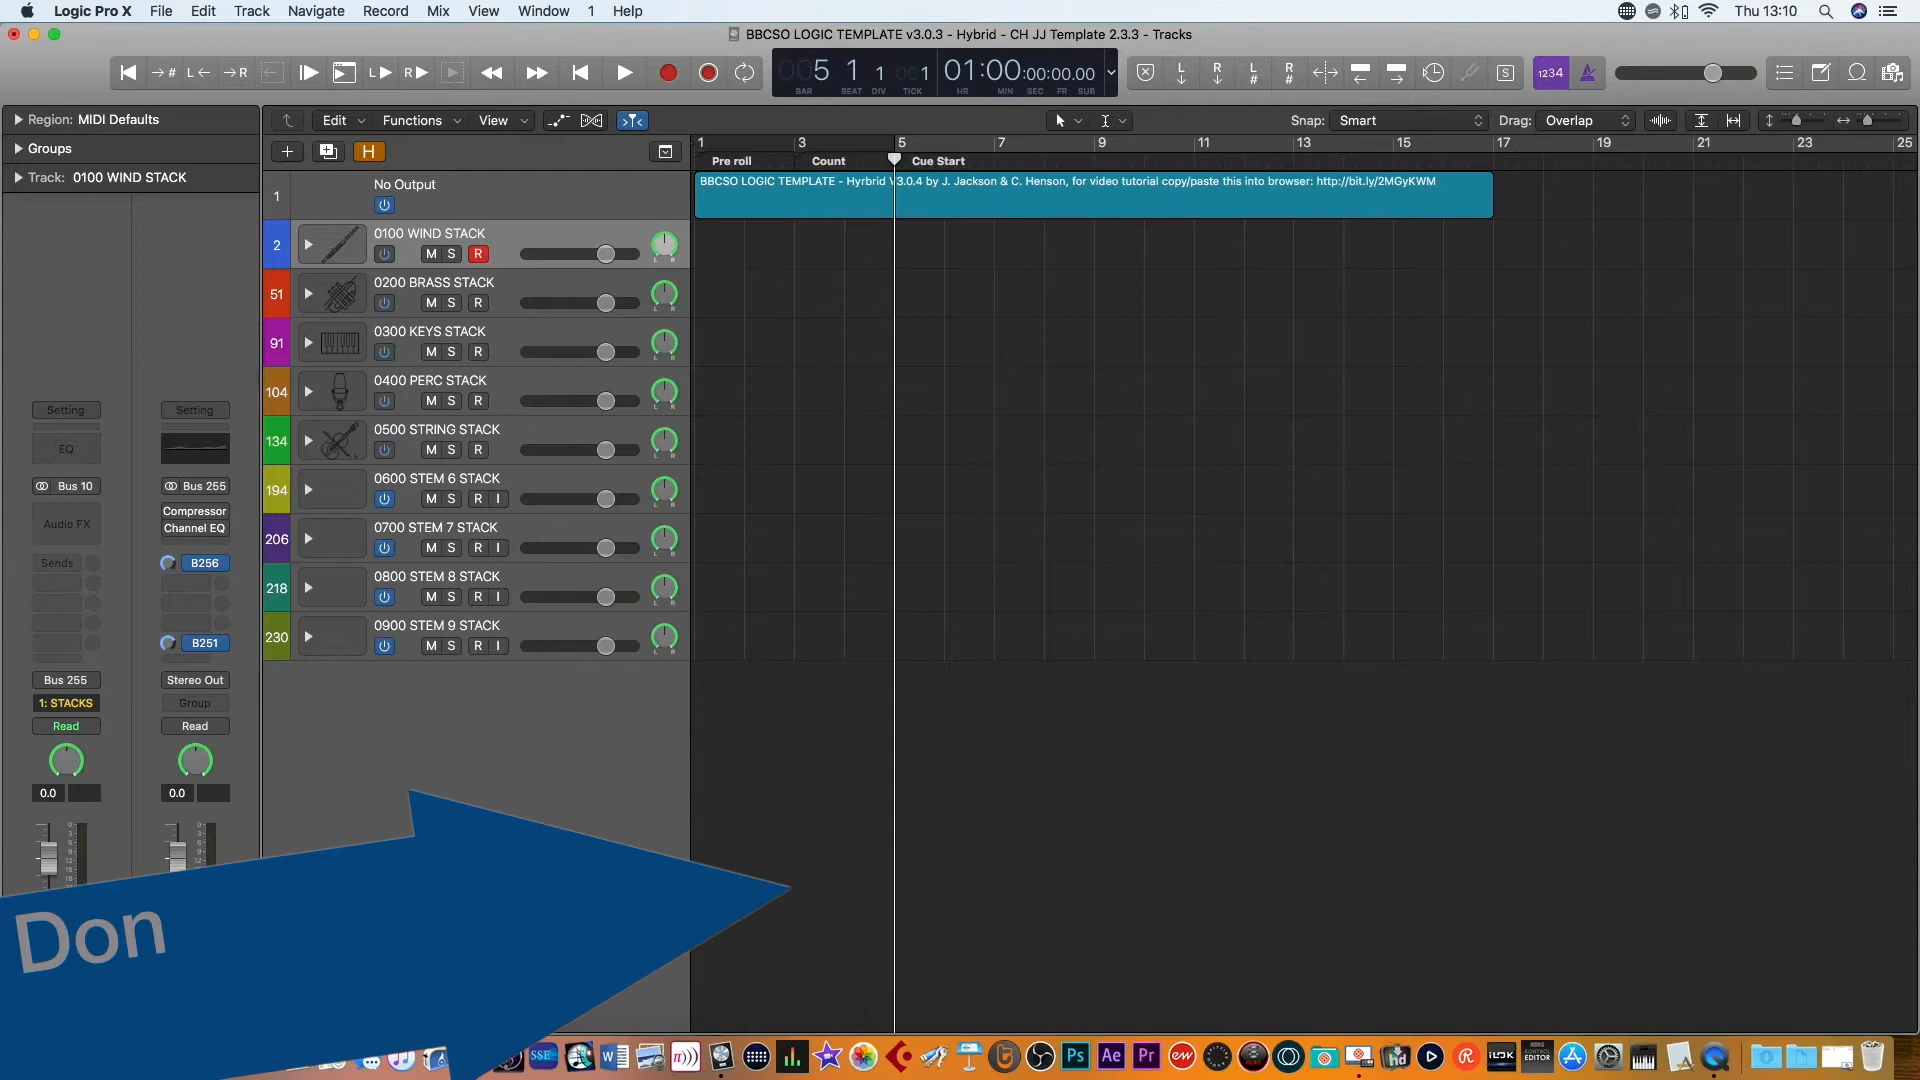 Logic Pro X File Edit Track Navigate Record Mix View Window 1 Help Thu 13:10
BBCSO LOGIC TEMPLATE v3.0.3 - Hybrid - CH JJ Template 2.3.3 - Tracks
005 1 1 001 01:00:00:00.00
BAR BEAT DIV TICK HR MIN SEC FR SUB
1234
Region: MIDI Defaults
Groups
Track: 0100 WIND STACK
Edit Functions View Snap: Smart Drag: Overlap
H
1 3 5 7 9 11 13 15 17 19 21 23 25
Pre roll Count Cue Start
BBCSO LOGIC TEMPLATE - Hyrbrid V3.0.4 by J. Jackson & C. Henson, for video tutorial copy/paste this into browser: http://bit.ly/2MGyKWM
1 No Output
2 0100 WIND STACK
M S R
51 0200 BRASS STACK
M S R
91 0300 KEYS STACK
M S R
104 0400 PERC STACK
M S R
134 0500 STRING STACK
M S R
194 0600 STEM 6 STACK
M S R I
206 0700 STEM 7 STACK
M S R I
218 0800 STEM 8 STACK
M S R I
230 0900 STEM 9 STACK
M S R I
Setting Setting
EQ
Bus 10 Bus 255
Compressor
Audio FX Channel EQ
Sends B256
B251
Bus 255 Stereo Out
1: STACKS Group
Read Read
0.0 0.0
Don